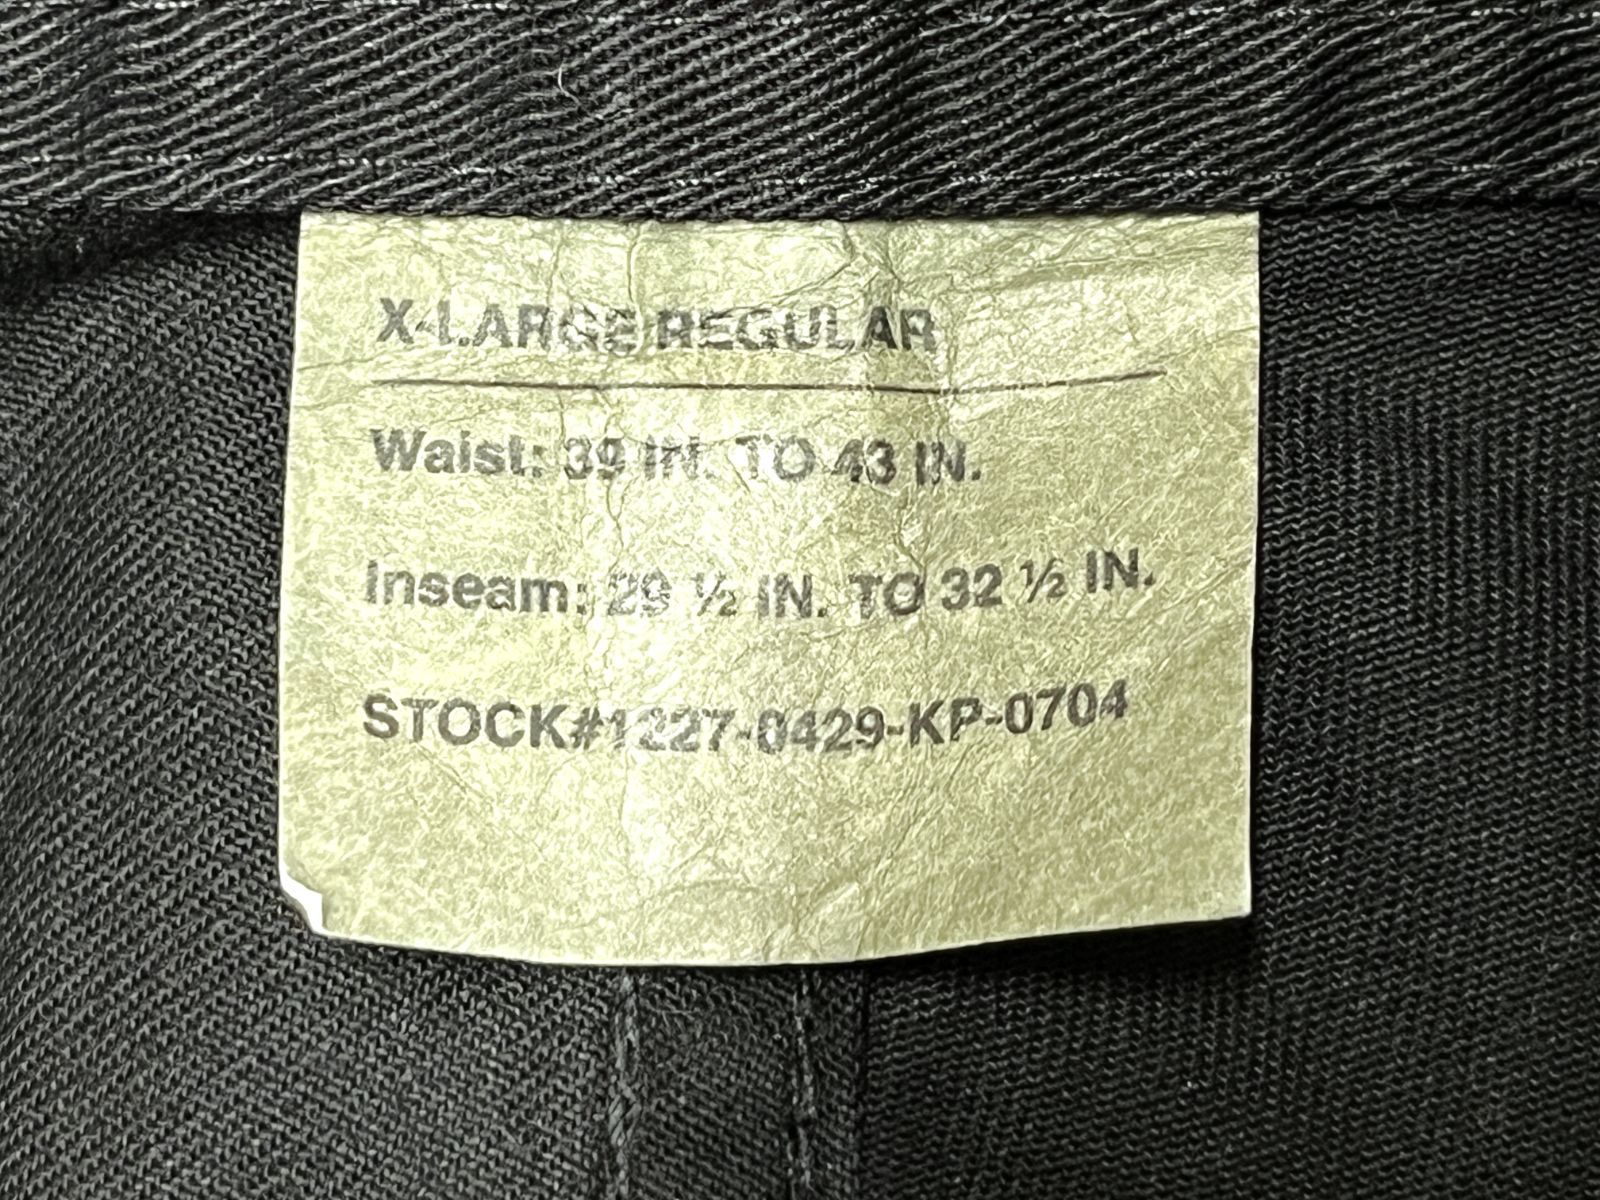 X-LARGE REGULAR
Waist: 39 IN. TO 43 IN.
Inseam: 29 ½ IN. TO 32 ½ IN.
STOCK#1227-0429-KP-0704